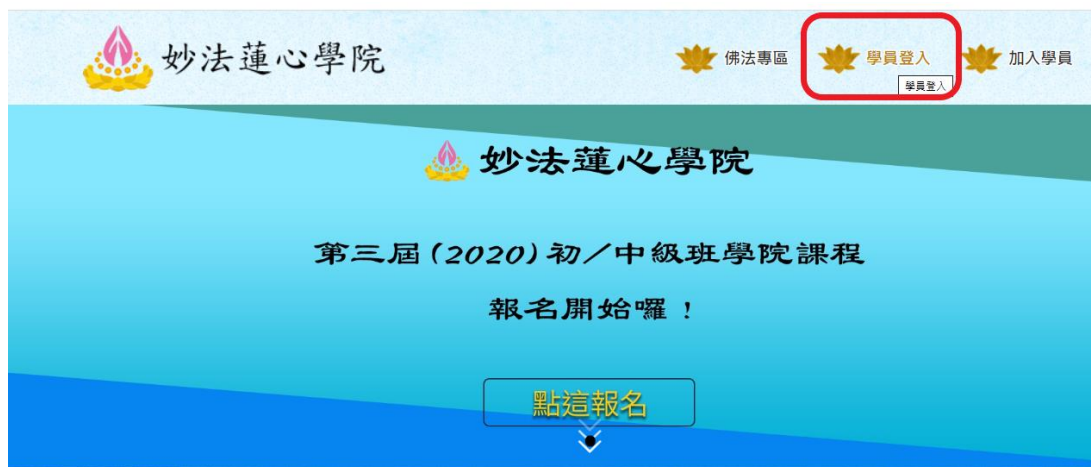 妙法蓮心學院
佛法專區
學員登入
加入學員
學員登入
妙法蓮心學院
第三屆(2020)初/中級班學院課程
報名開始囉！
點這報名